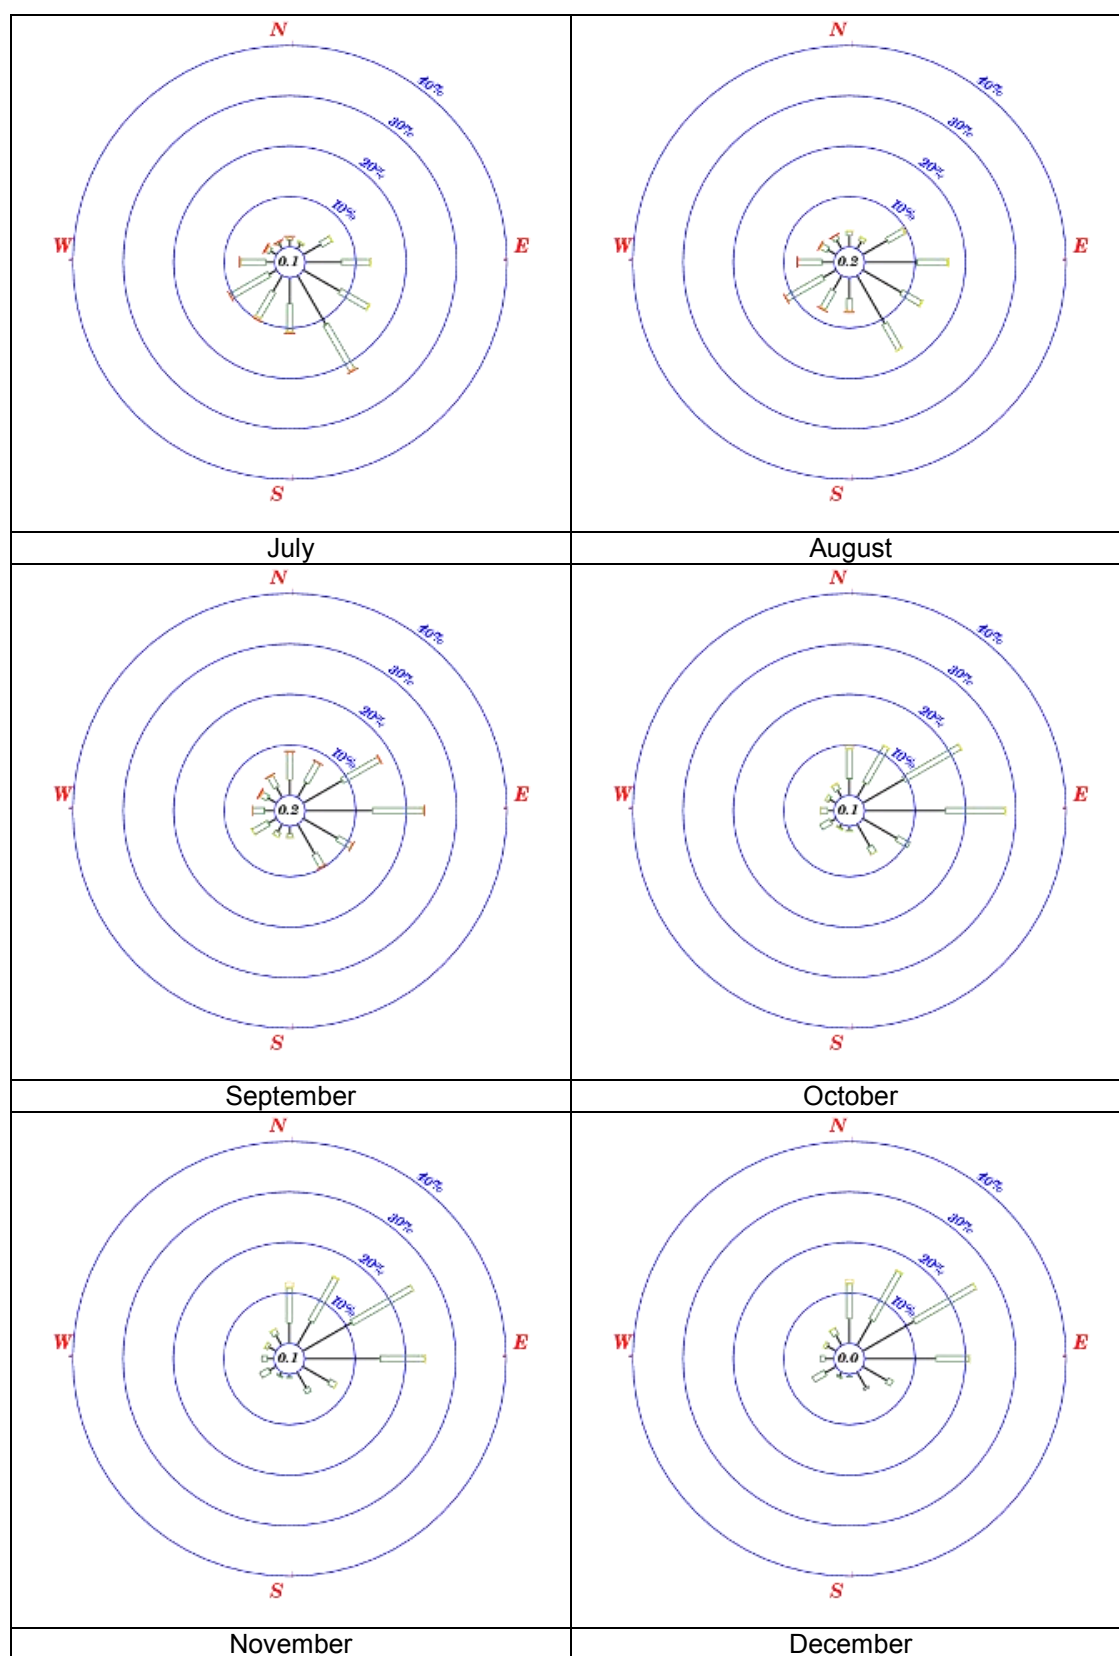 N N
40% 40%
30% 30%
20% 20%
10% 10%
W 0.1 E W 0.2 E
S S
July August
N N
40% 40%
30% 30%
20% 20%
10% 10%
W 0.2 E W 0.1 E
S S
September October
N N
40% 40%
30% 30%
20% 20%
10% 10%
W 0.1 E W 0.0 E
S S
November December